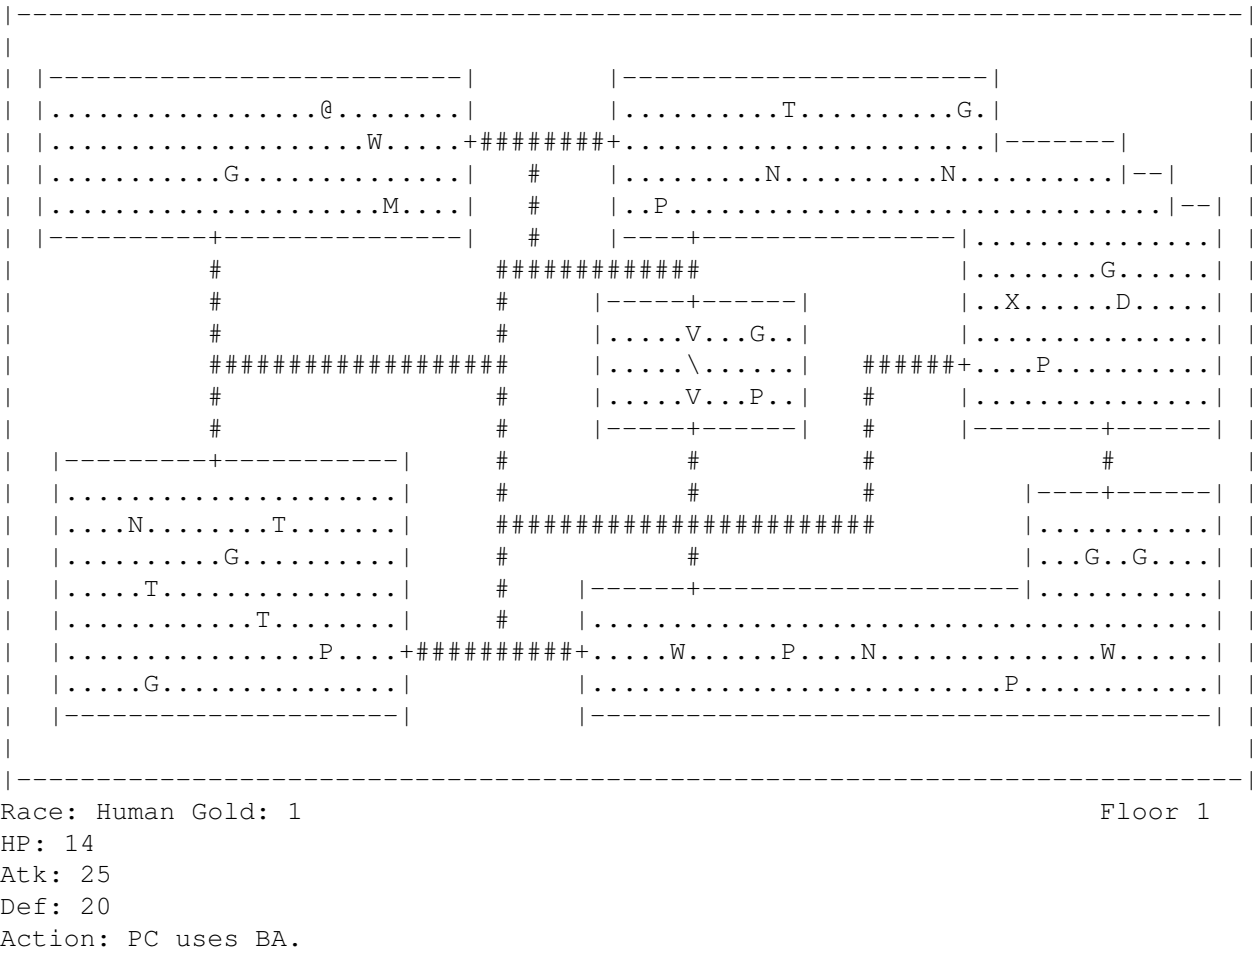 |-----------------------------------------------------------------------------|
|                                                                             |
| |--------------------------|        |-----------------------|               |
| |.................@........|        |..........T..........G.|               |
| |....................W.....+########+.......................|-------|       |
| |...........G..............|   #    |.........N..........N..........|--|    |
| |.....................M....|   #    |..P...............................|--| |
| |----------+---------------|   #    |----+----------------|...............| |
|            #                 #############                |........G......| |
|            #                 #     |-----+------|         |..X......D.....| |
|            #                 #     |.....V...G..|         |...............| |
|            ###################     |.....\......|   ######+....P..........| |
|            #                 #     |.....V...P..|   #     |...............| |
|            #                 #     |-----+------|   #     |--------+------| |
|  |---------+-----------|     #           #          #              #        |
|  |.....................|     #           #          #         |----+------| |
|  |....N........T.......|     ########################         |...........| |
|  |..........G..........|     #           #                    |...G..G....| |
|  |.....T...............|     #    |------+--------------------|...........| |
|  |............T........|     #    |.......................................| |
|  |................P....+##########+.....W......P....N..............W......| |
|  |.....G...............|          |..........................P............| |
|  |---------------------|          |---------------------------------------| |
|                                                                             |
|-----------------------------------------------------------------------------|
Race: Human Gold: 1                                                  Floor 1
HP: 14
Atk: 25
Def: 20
Action: PC uses BA.